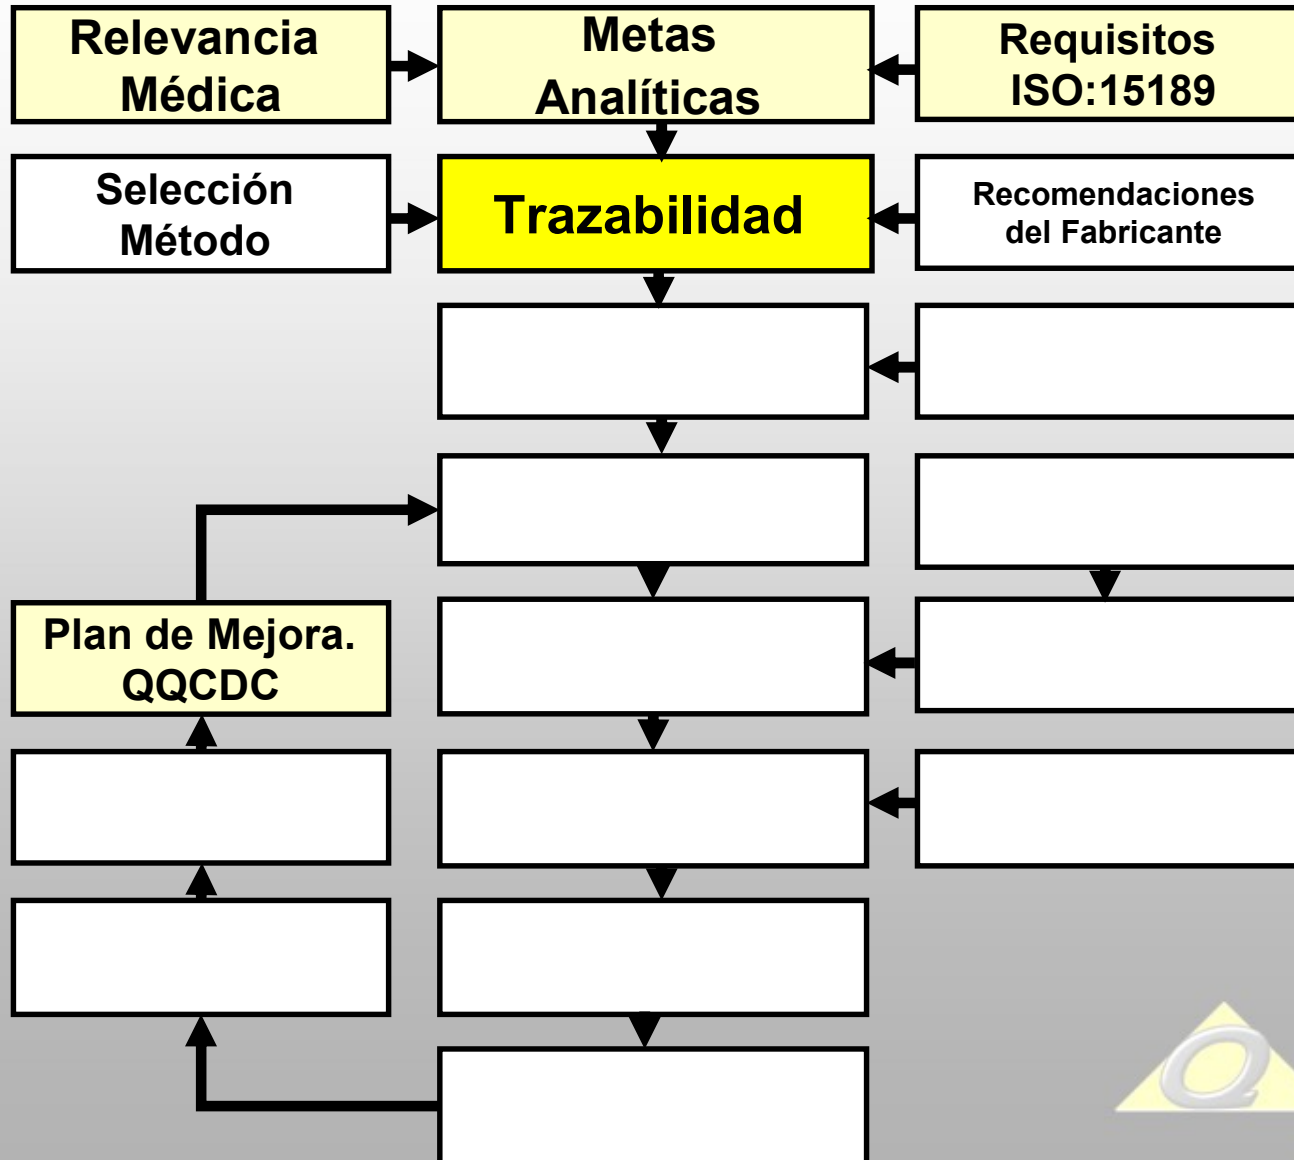 Relevancia
Médica
Metas
Analíticas
Requisitos
ISO:15189
Selección
Método
Trazabilidad
Recomendaciones
del Fabricante
Plan de Mejora.
QQCDC
Q